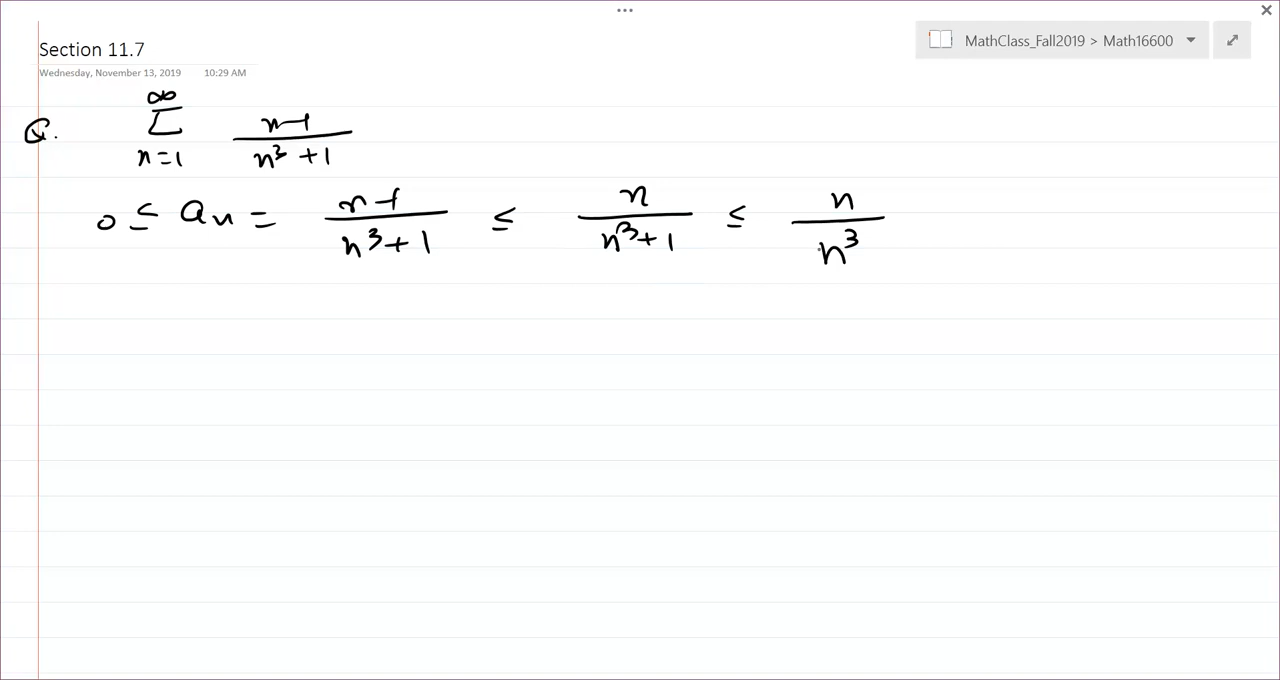 MathClass_Fall2019 > Math16600
Section 11.7
Wednesday, November 13, 2019 10:29 AM
Q. ∑_{n=1}^{∞} (n-1)/(n³+1)
0 ≤ aₙ = (n-1)/(n³+1) ≤ n/(n³+1) ≤ n/n³